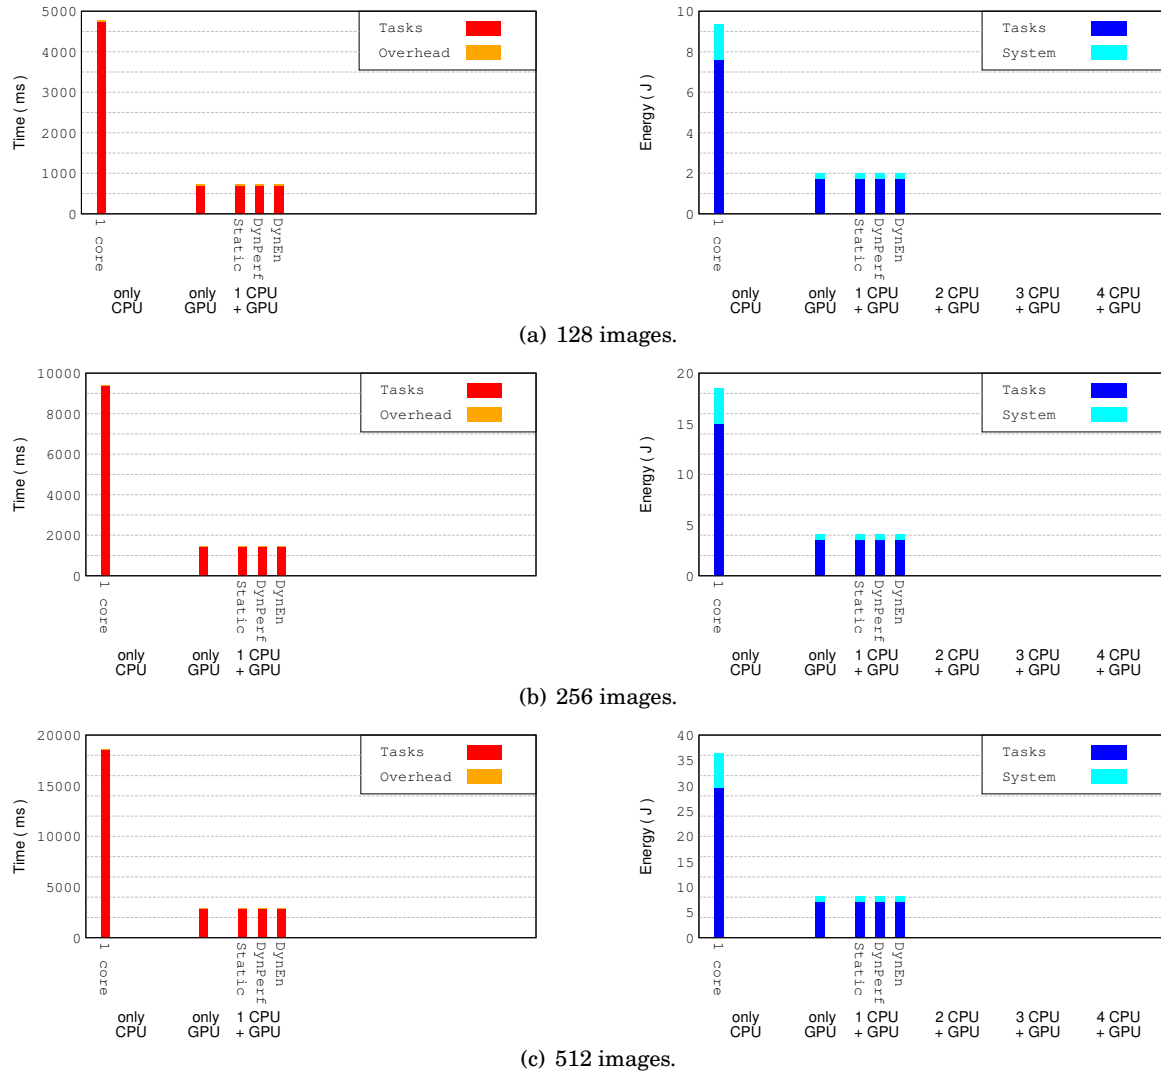 5000
4000
3000
2000
1000
0
Time ( ms )
Tasks
Overhead
1 core
Static
DynPerf
DynEn
only CPU
only GPU
1 CPU + GPU
10
8
6
4
2
0
Energy ( J )
Tasks
System
1 core
Static
DynPerf
DynEn
only CPU
only GPU
1 CPU + GPU
2 CPU + GPU
3 CPU + GPU
4 CPU + GPU
(a) 128 images.
10000
8000
6000
4000
2000
0
Time ( ms )
Tasks
Overhead
1 core
Static
DynPerf
DynEn
only CPU
only GPU
1 CPU + GPU
20
15
10
5
0
Energy ( J )
Tasks
System
1 core
Static
DynPerf
DynEn
only CPU
only GPU
1 CPU + GPU
2 CPU + GPU
3 CPU + GPU
4 CPU + GPU
(b) 256 images.
20000
15000
10000
5000
0
Time ( ms )
Tasks
Overhead
1 core
Static
DynPerf
DynEn
only CPU
only GPU
1 CPU + GPU
40
35
30
25
20
15
10
5
0
Energy ( J )
Tasks
System
1 core
Static
DynPerf
DynEn
only CPU
only GPU
1 CPU + GPU
2 CPU + GPU
3 CPU + GPU
4 CPU + GPU
(c) 512 images.